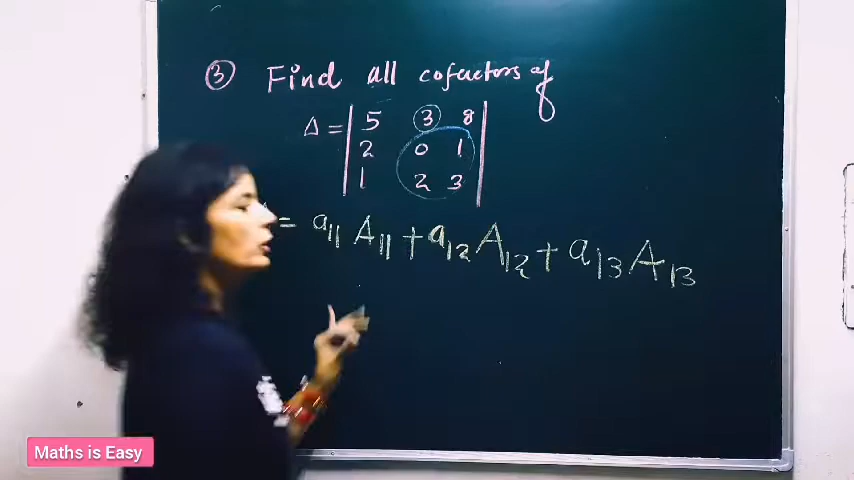 ③ Find all cofactors of
Δ = | 5 3 8 |
| 2 0 1 |
| 1 2 3 |
= a₁₁ A₁₁ + a₁₂ A₁₂ + a₁₃ A₁₃
Maths is Easy